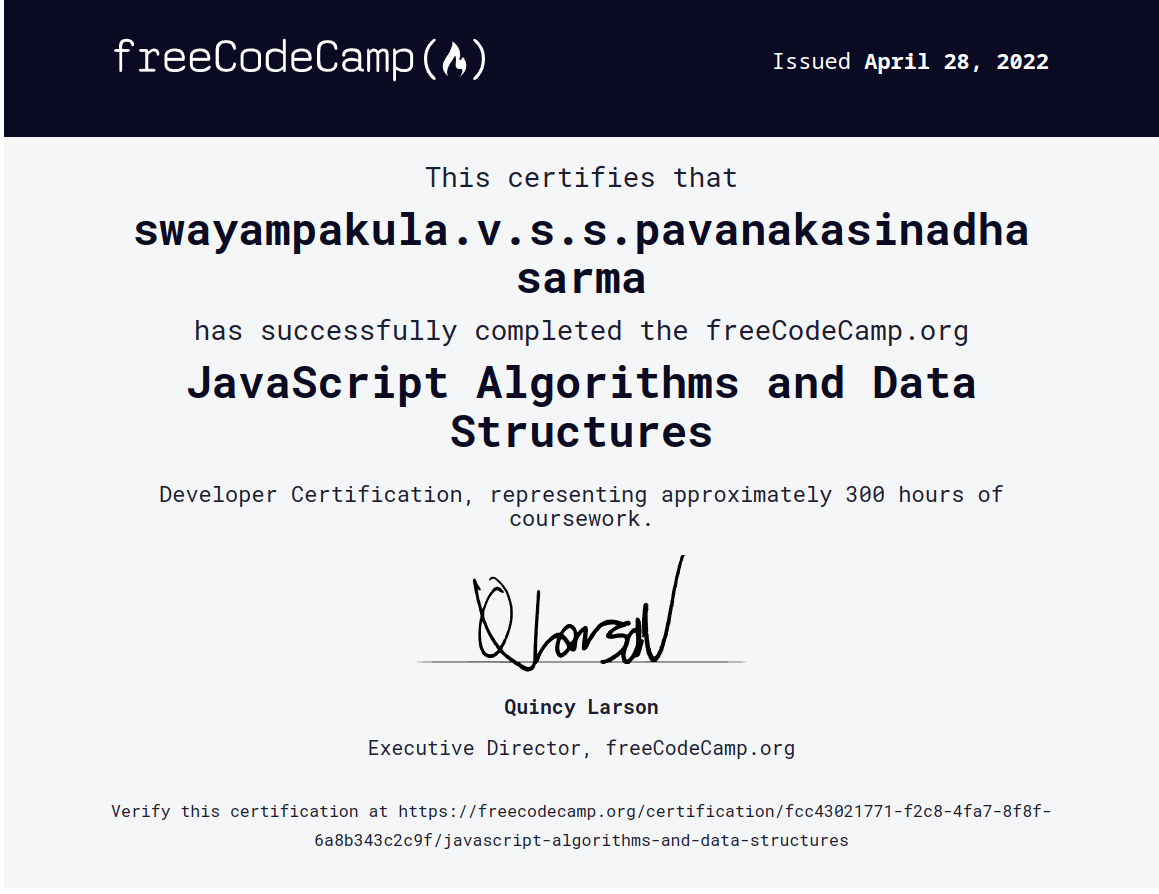 freeCodeCamp(🔥)
Issued April 28, 2022
This certifies that
swayampakula.v.s.s.pavanakasinadha
sarma
has successfully completed the freeCodeCamp.org
JavaScript Algorithms and Data
Structures
Developer Certification, representing approximately 300 hours of
coursework.
QLarson
Quincy Larson
Executive Director, freeCodeCamp.org
Verify this certification at https://freecodecamp.org/certification/fcc43021771-f2c8-4fa7-8f8f-
6a8b343c2c9f/javascript-algorithms-and-data-structures